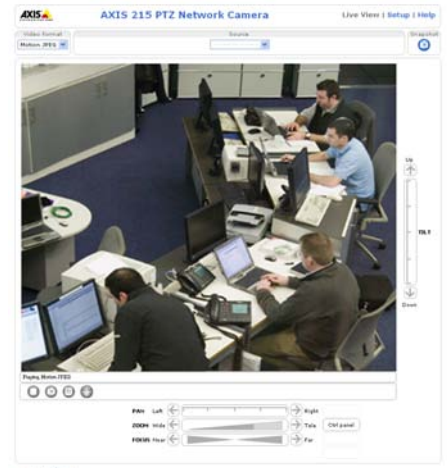 AXIS
AXIS 215 PTZ Network Camera
Live View | Setup | Help
Video Format
Source
Snapshot
Motion JPEG
Up
TILT
Down
Playing Motion JPEG
PAN Left Right
ZOOM Wide Tele Ctrl panel
FOCUS Near Far